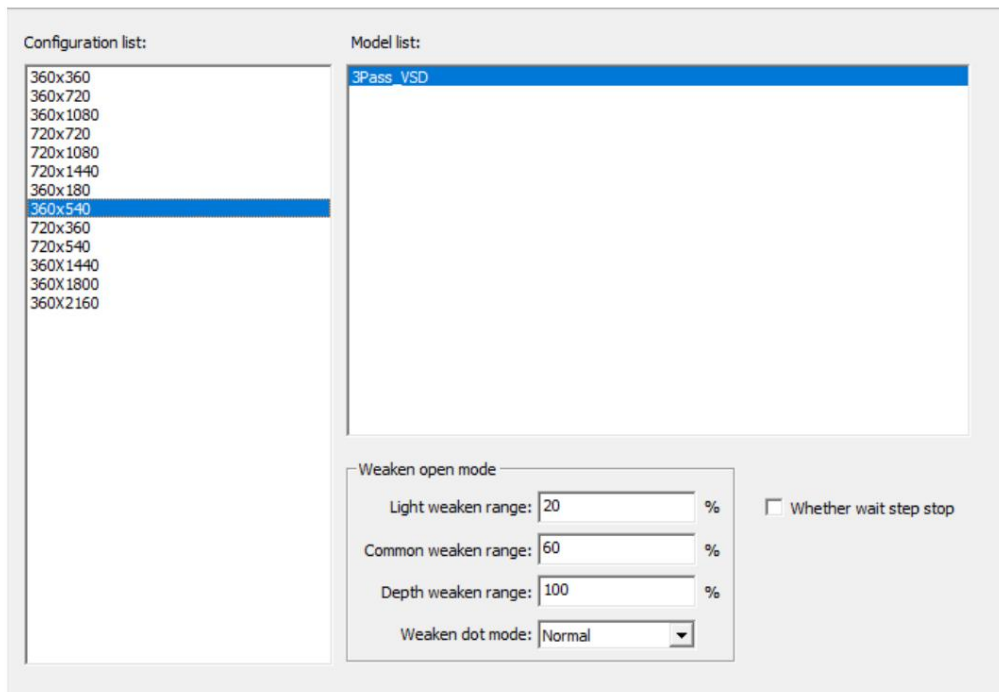 Configuration list:
360x360
360x720
360x1080
720x720
720x1080
720x1440
360x180
360x540
720x360
720x540
360X1440
360X1800
360X2160
Model list:
3Pass_VSD
Weaken open mode
Light weaken range: 20 %
Common weaken range: 60 %
Depth weaken range: 100 %
Weaken dot mode: Normal
Whether wait step stop